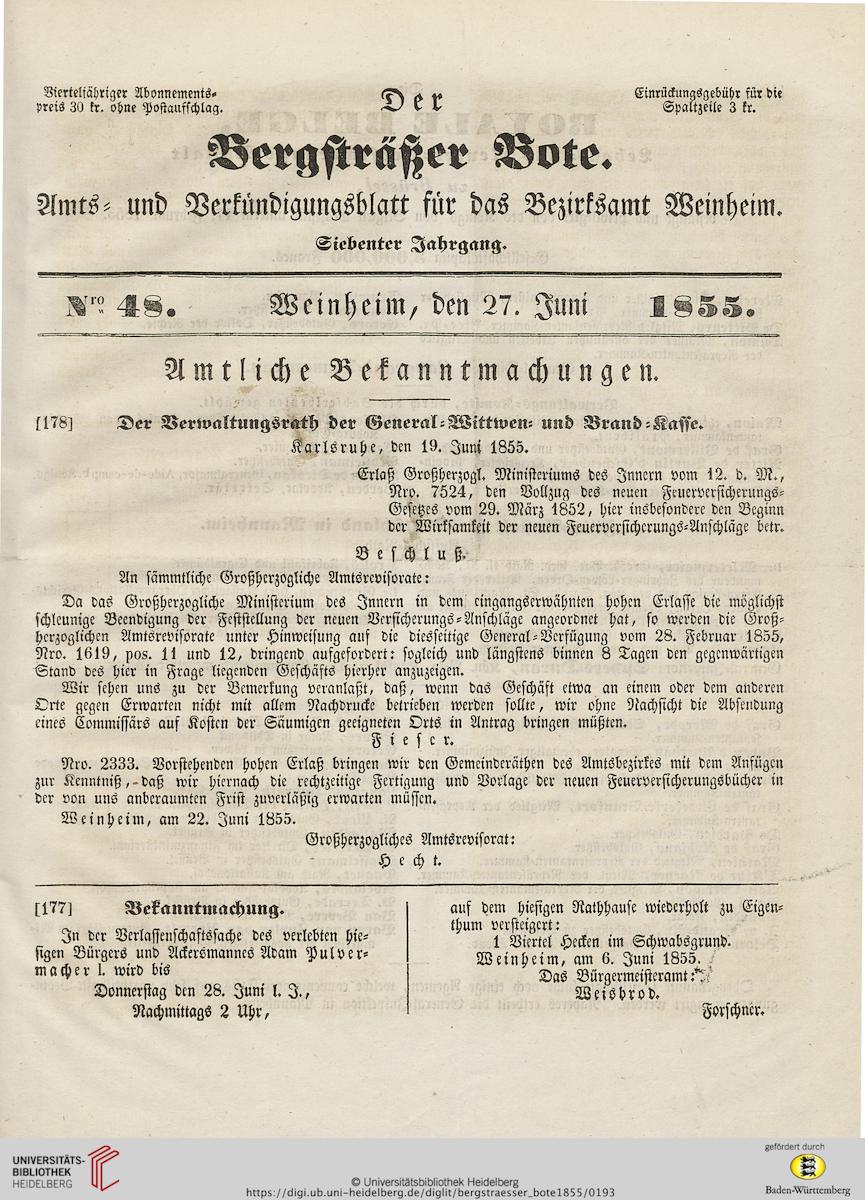 Vierteljähriger Abonnements-
preis 30 kr. ohne Postaufschlag.
Der
Einrückungsgebühr für die
Spaltzeile 3 kr.
Bergsträßer Bote.
Amts- und Verkündigungsblatt für das Bezirksamt Weinheim.
Siebenter Jahrgang.
Nro 48. Weinheim, den 27. Juni 1855.
Amtliche Bekanntmachungen.
[178] Der Verwaltungsrath der General-Wittwen- und Brand-Kasse.
Karlsruhe, den 19. Juni 1855.
Erlaß Großherzogl. Ministeriums des Innern vom 12. d. M.,
Nro. 7524, den Vollzug des neuen Feuerversicherungs-
Gesetzes vom 29. März 1852, hier insbesondere den Beginn
der Wirksamkeit der neuen Feuerversicherungs-Anschläge betr.
Beschluß.
An sämmtliche Großherzogliche Amtsrevisorate:
Da das Großherzogliche Ministerium des Innern in dem eingangserwähnten hohen Erlasse die möglichst
schleunige Beendigung der Feststellung der neuen Versicherungs-Anschläge angeordnet hat, so werden die Groß-
herzoglichen Amtsrevisorate unter Hinweisung auf die diesseitige General-Verfügung vom 28. Februar 1855,
Nro. 1619, pos. 11 und 12, dringend aufgefordert: sogleich und längstens binnen 8 Tagen den gegenwärtigen
Stand des hier in Frage liegenden Geschäfts hierher anzuzeigen.
Wir sehen uns zu der Bemerkung veranlaßt, daß, wenn das Geschäft etwa an einem oder dem anderen
Orte gegen Erwarten nicht mit allem Nachdrucke betrieben werden sollte, wir ohne Nachsicht die Absendung
eines Commissärs auf Kosten der Säumigen geeigneten Orts in Antrag bringen müßten.
Fieser.
Nro. 2333. Vorstehenden hohen Erlaß bringen wir den Gemeinderäthen des Amtsbezirkes mit dem Anfügen
zur Kenntniß, daß wir hiernach die rechtzeitige Fertigung und Vorlage der neuen Feuerversicherungsbücher in
der von uns anberaumten Frist zuverläßig erwarten müssen.
Weinheim, am 22. Juni 1855.
Großherzogliches Amtsrevisorat:
Hecht.
[177] Bekanntmachung.
In der Verlassenschaftssache des verlebten hie-
sigen Bürgers und Ackersmannes Adam Pulver-
macher I. wird bis
Donnerstag den 28. Juni l. J.,
Nachmittags 2 Uhr,
auf dem hiesigen Rathhause wiederholt zu Eigen-
thum versteigert:
1 Viertel Hecken im Schwabsgrund.
Weinheim, am 6. Juni 1855.
Das Bürgermeisteramt:
Weisbrod.
Forschner.
UNIVERSITÄTS-
BIBLIOTHEK
HEIDELBERG
© Universitätsbibliothek Heidelberg
https://digi.ub.uni-heidelberg.de/diglit/bergstraesser_bote1855/0193
gefördert durch
Baden-Württemberg